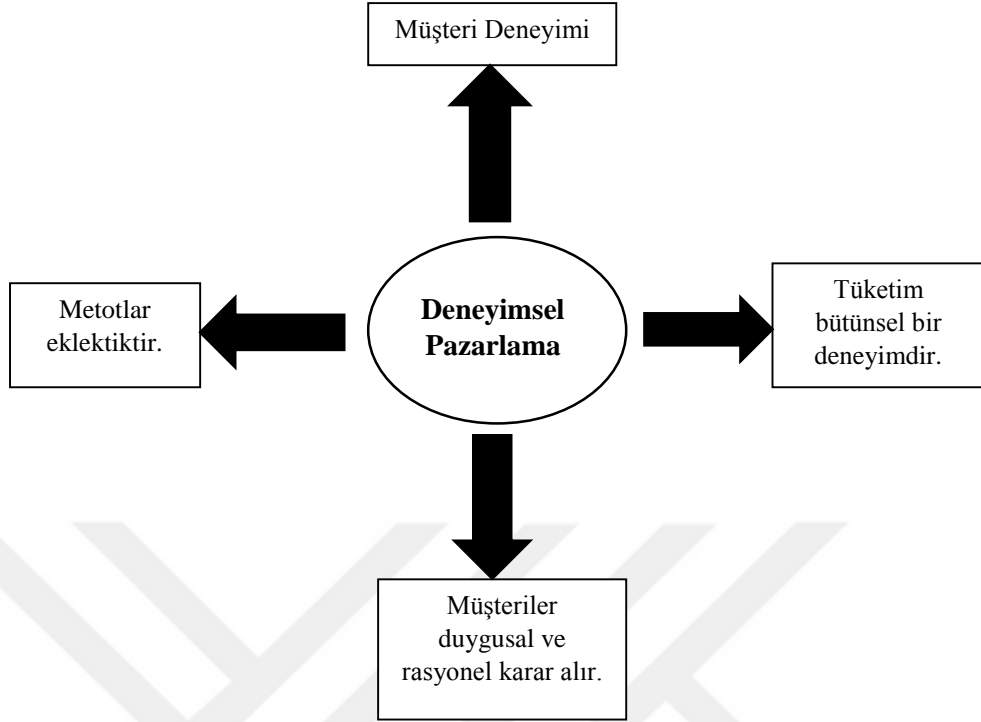 Müşteri Deneyimi
Metotlar
eklektiktir.
Deneyimsel
Pazarlama
Tüketim
bütünsel bir
deneyimdir.
Müşteriler
duygusal ve
rasyonel karar alır.